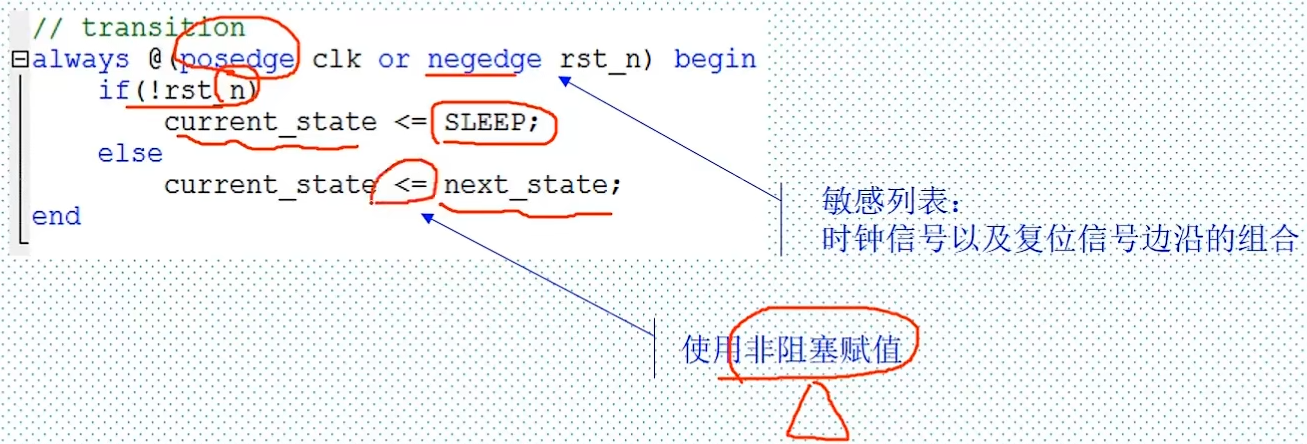 // transition
always @(posedge clk or negedge rst_n) begin
if(!rst_n)
current_state <= SLEEP;
else
current_state <= next_state;
end
敏感列表：
时钟信号以及复位信号边沿的组合
使用非阻塞赋值